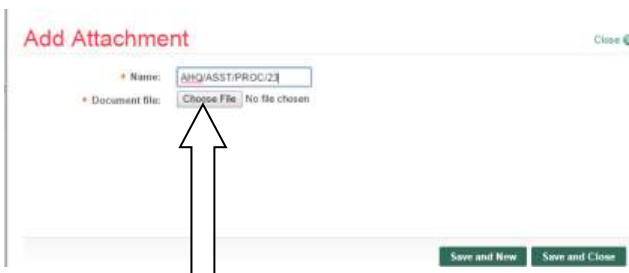 Add Attachment
Close
* Name: AHQ/ASST/PROC/23
* Document file: Choose File No file chosen
Save and New Save and Close